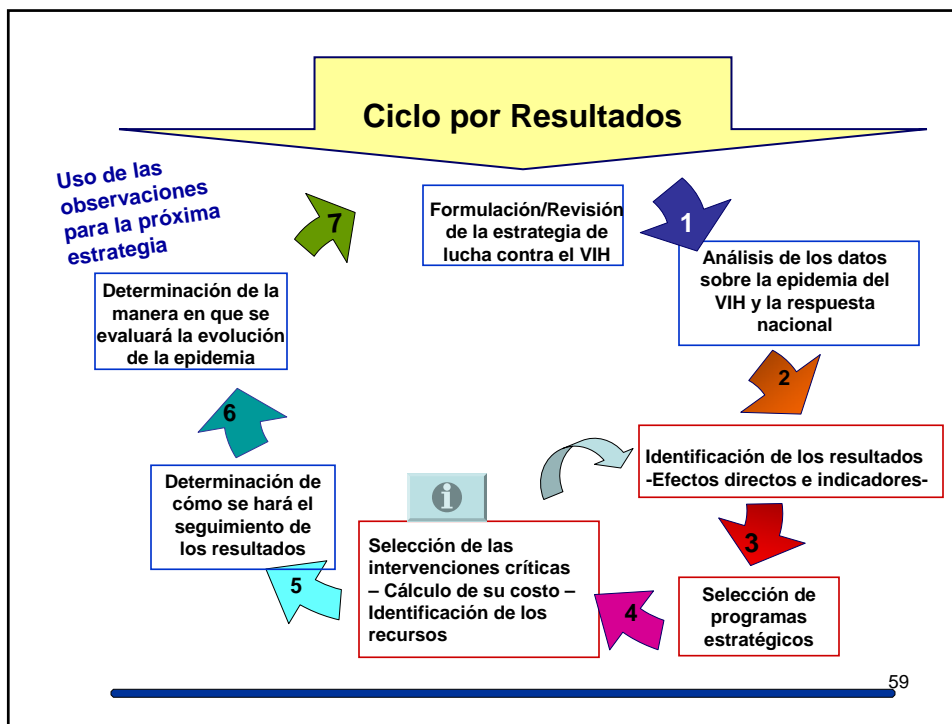 Ciclo por Resultados
Uso de las
observaciones
para la próxima
estrategia
7
Formulación/Revisión
de la estrategia de
lucha contra el VIH
1
Análisis de los datos
sobre la epidemia del
VIH y la respuesta
nacional
2
Identificación de los resultados
-Efectos directos e indicadores-
3
Selección de
programas
estratégicos
4
Selección de las
intervenciones críticas
– Cálculo de su costo –
Identificación de los
recursos
5
Determinación de
cómo se hará el
seguimiento de
los resultados
6
Determinación de la
manera en que se
evaluará la evolución
de la epidemia
59